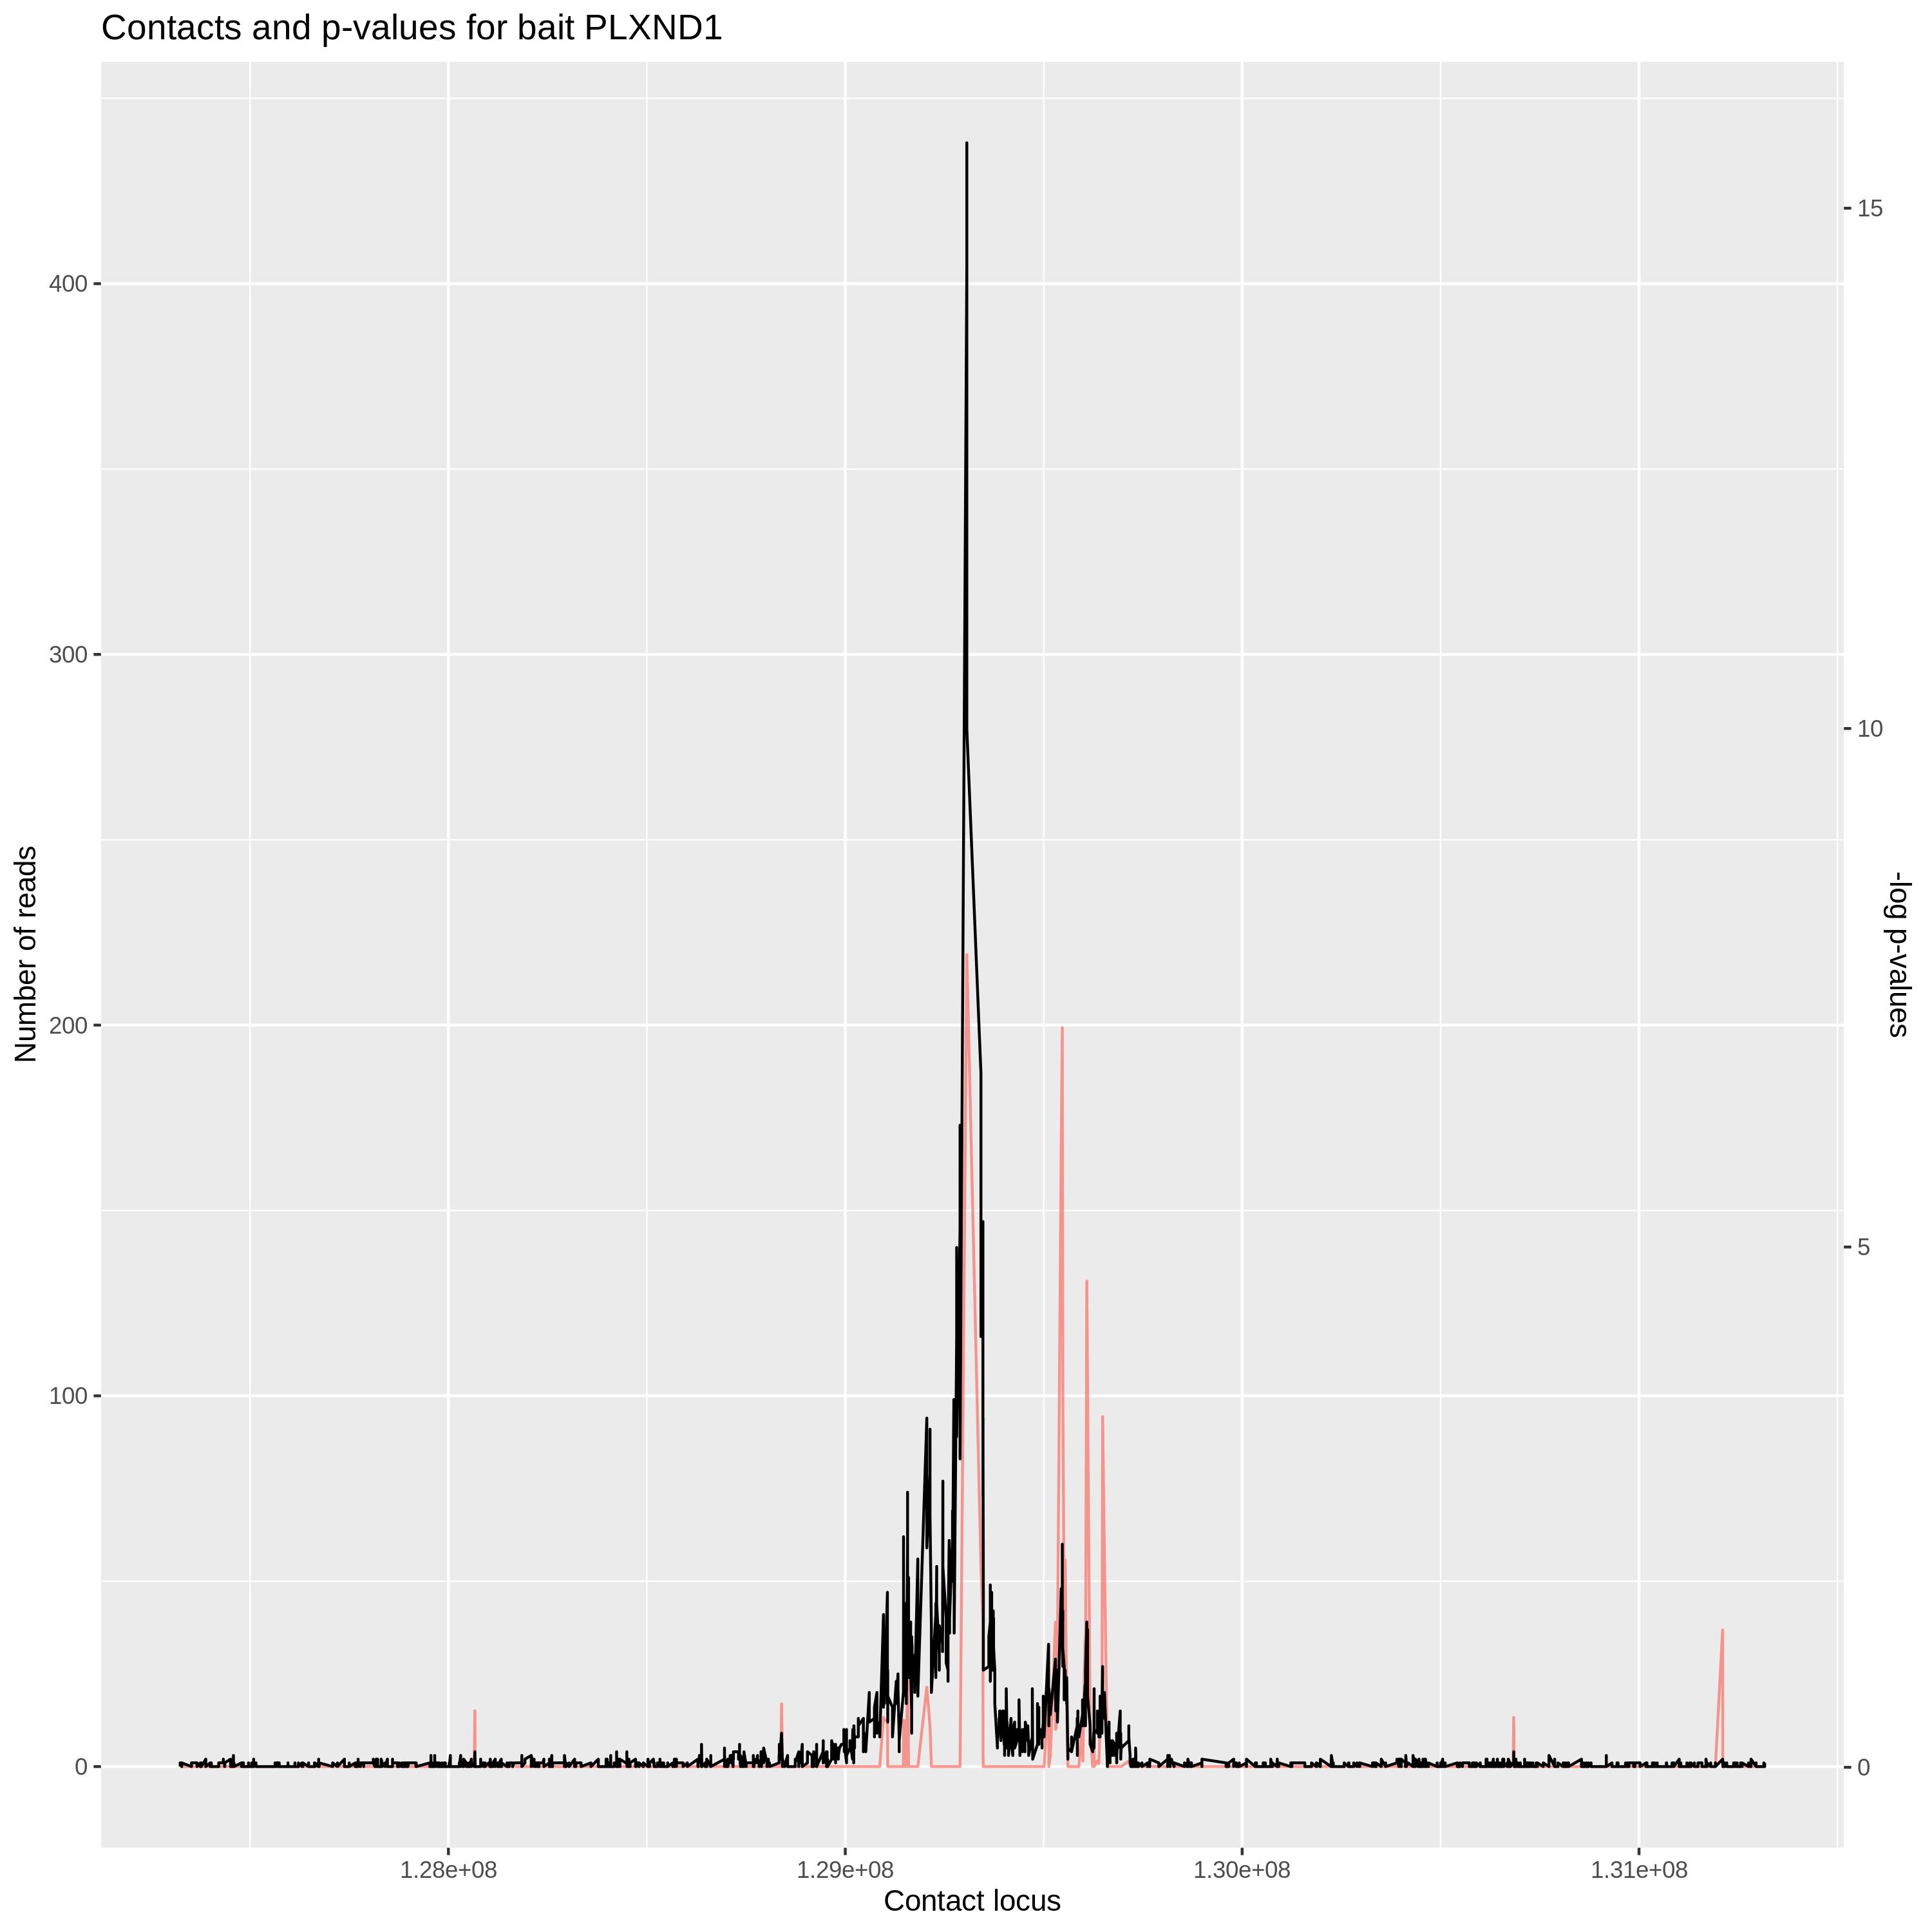 Contacts and p-values for bait PLXND1
Number of reads
400
300
200
100
0
15
10
5
0
-log p-values
1.28e+08
1.29e+08
1.30e+08
1.31e+08
Contact locus